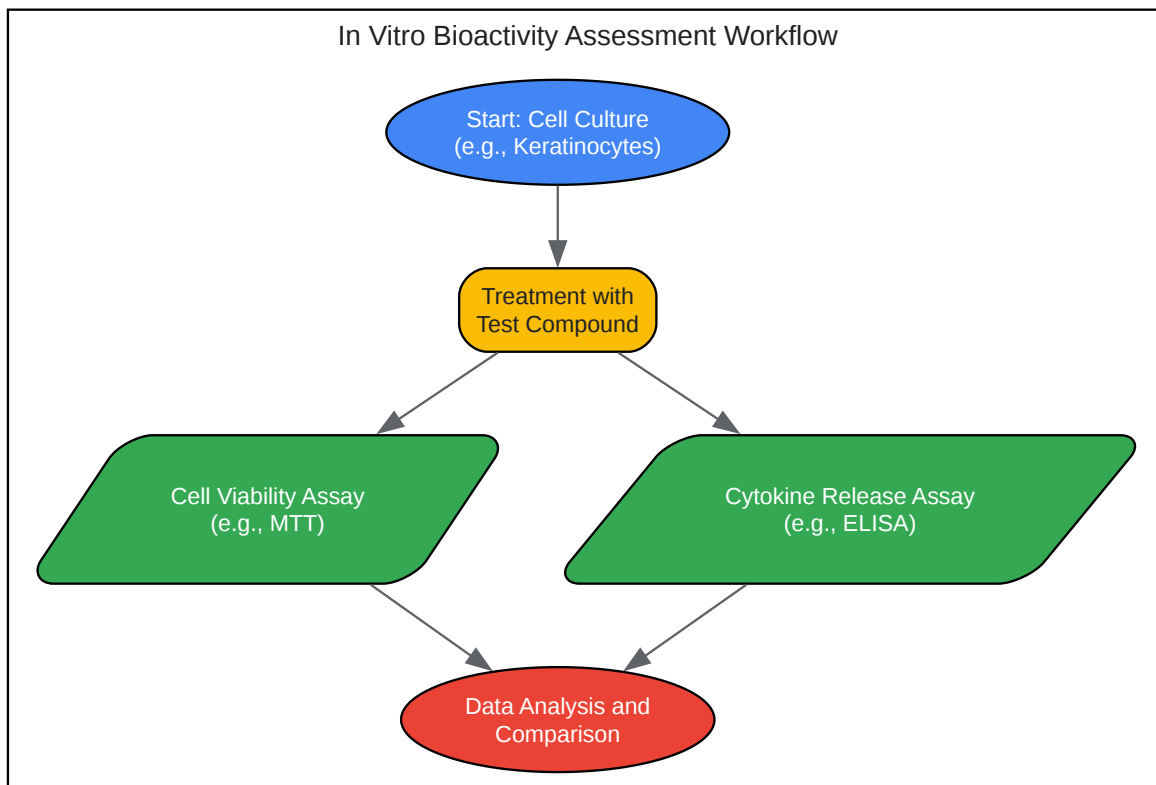 In Vitro Bioactivity Assessment Workflow
Start: Cell Culture
(e.g., Keratinocytes)
Treatment with
Test Compound
Cell Viability Assay
(e.g., MTT)
Cytokine Release Assay
(e.g., ELISA)
Data Analysis and
Comparison